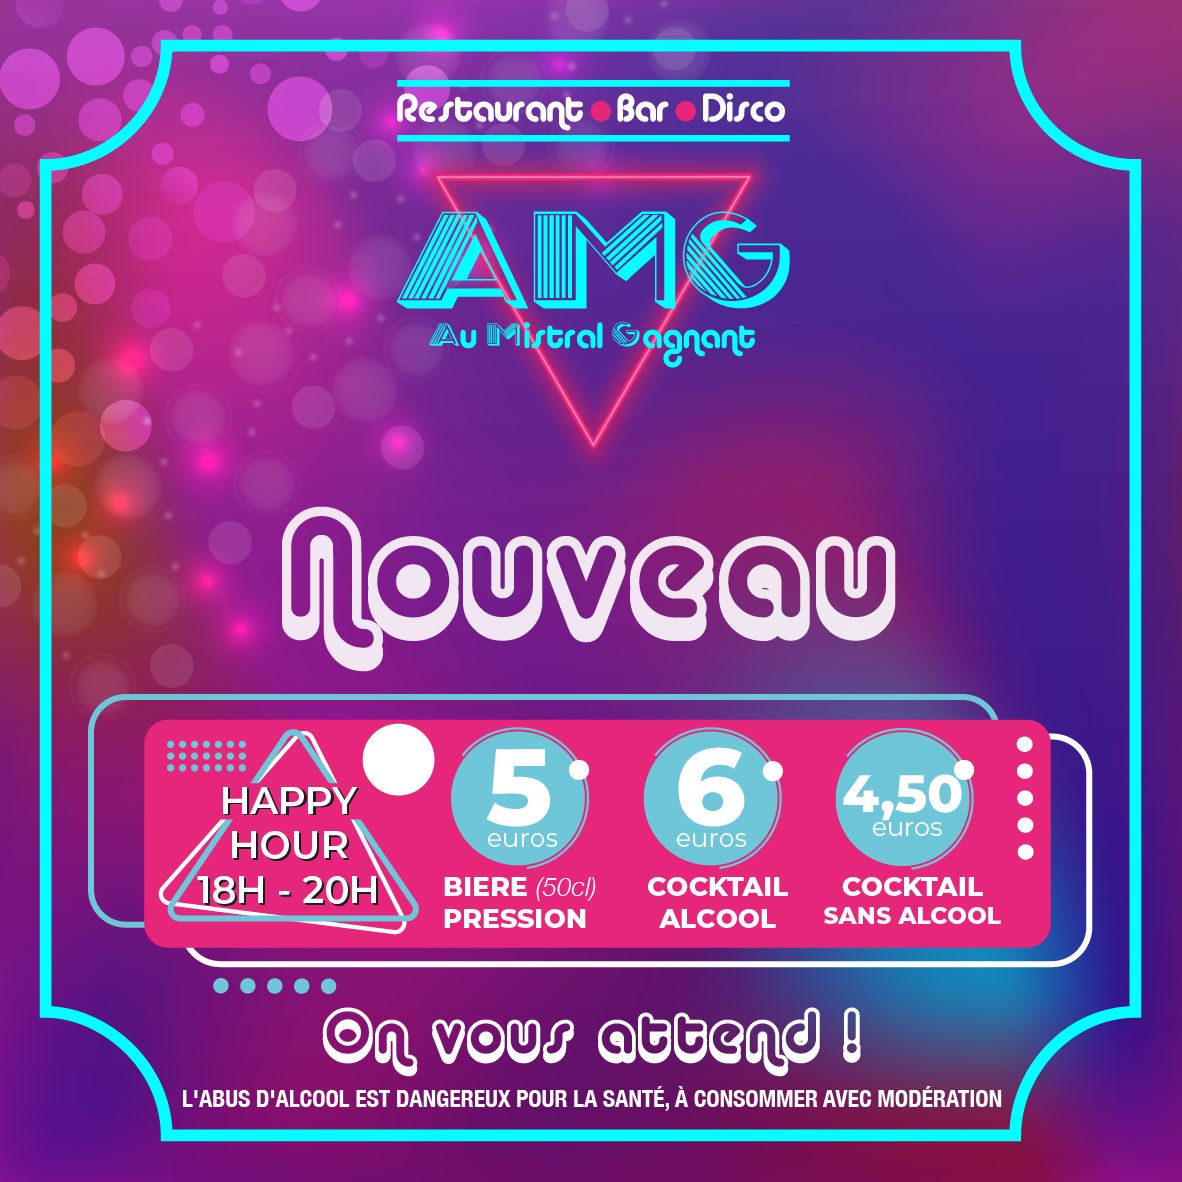 Restaurant • Bar • Disco
AMG
Au Mistral Gagnant
Nouveau
HAPPY
HOUR
18H - 20H
5
euros
BIERE (50cl)
PRESSION
6
euros
COCKTAIL
ALCOOL
4,50
euros
COCKTAIL
SANS ALCOOL
On vous attend !
L'ABUS D'ALCOOL EST DANGEREUX POUR LA SANTÉ, À CONSOMMER AVEC MODÉRATION